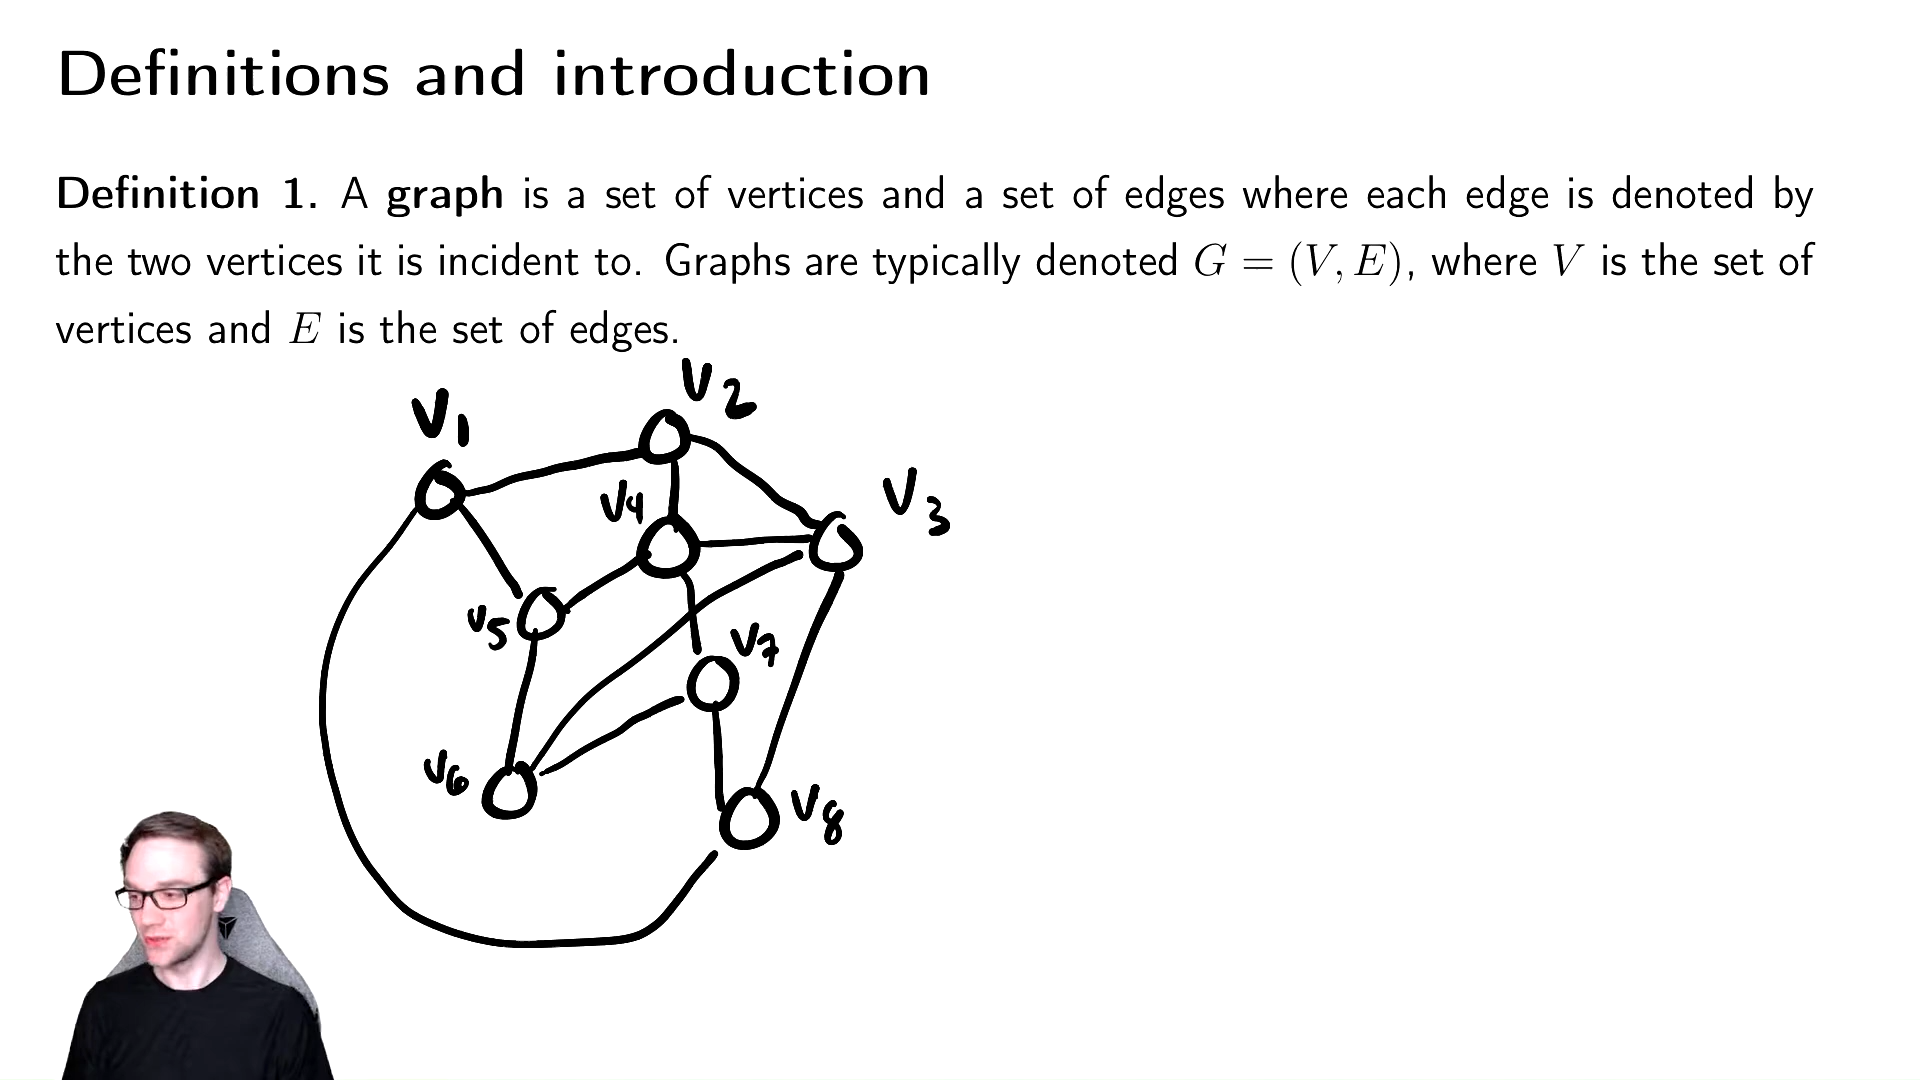 Definitions and introduction
Definition 1. A graph is a set of vertices and a set of edges where each edge is denoted by
the two vertices it is incident to. Graphs are typically denoted G = (V, E), where V is the set of
vertices and E is the set of edges.
V2
V1
V3
V4
V5
V7
V6
V8